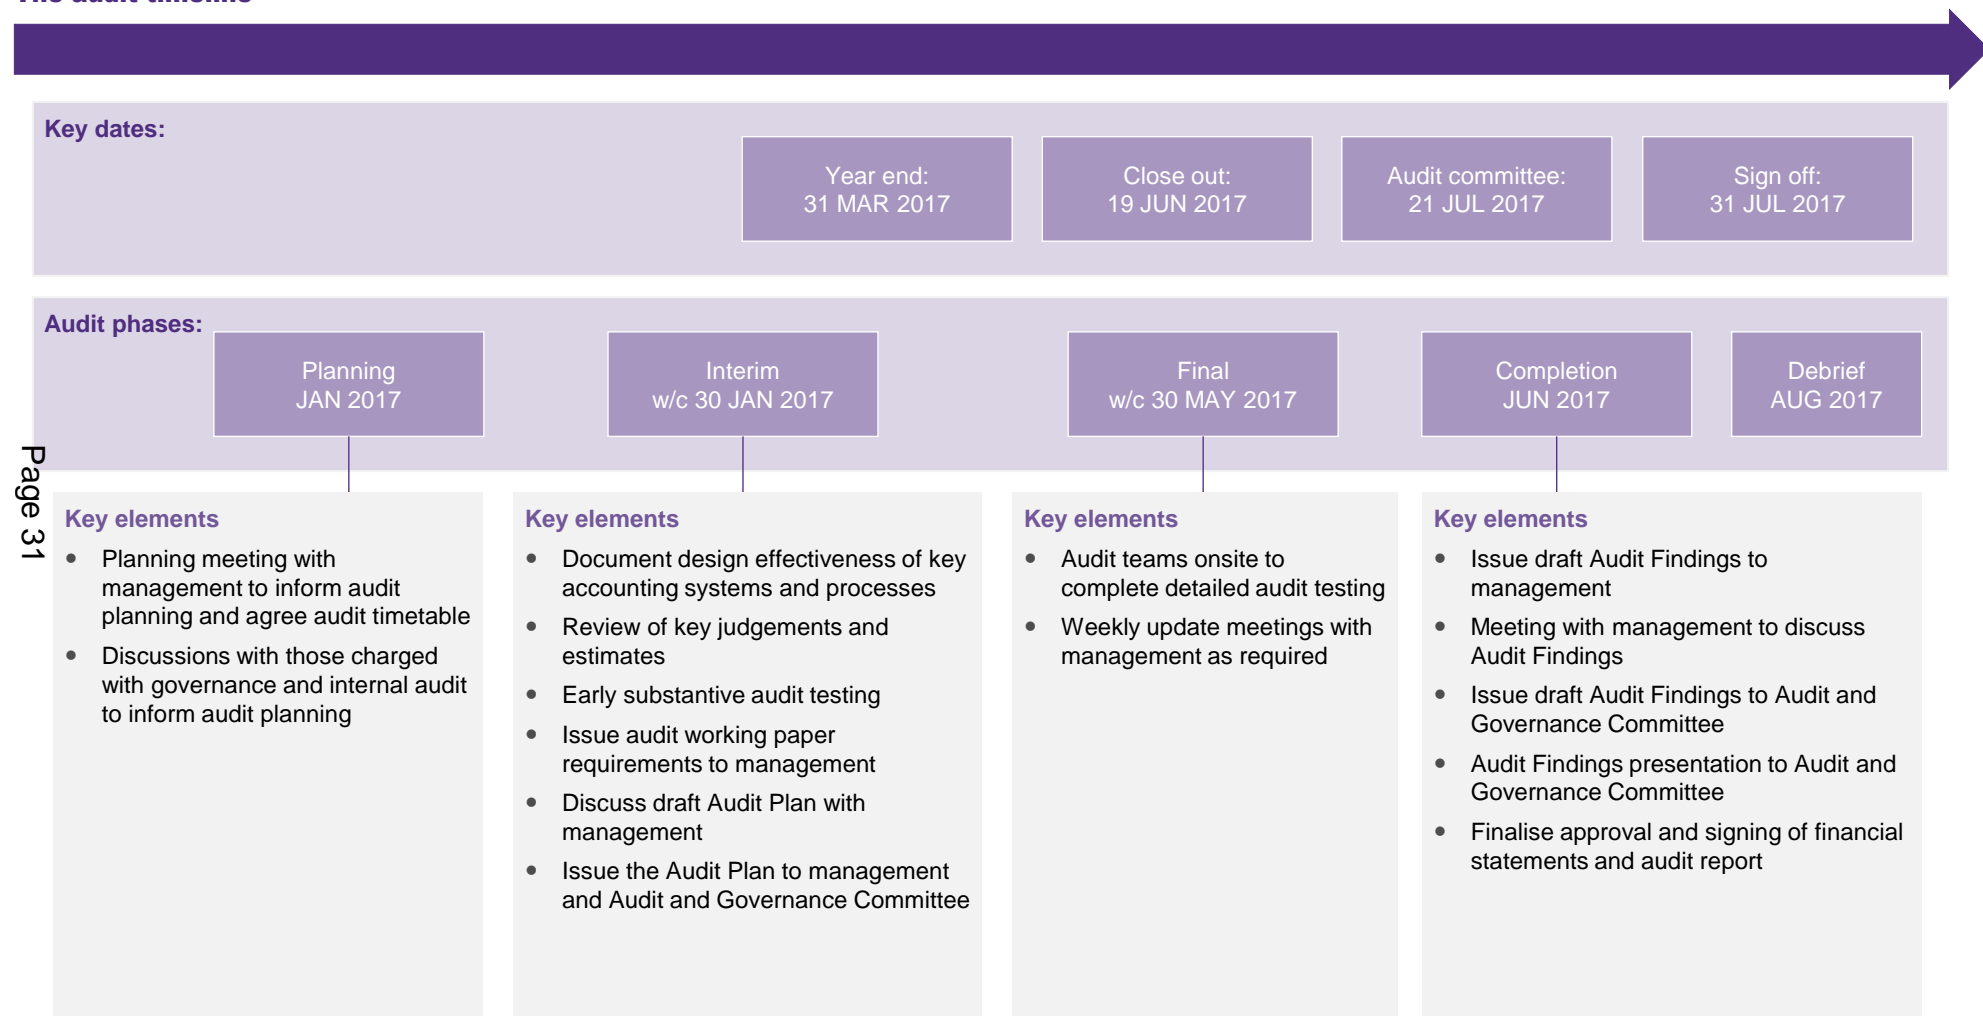 The audit timeline
Key dates:
Year end:
31 MAR 2017
Close out:
19 JUN 2017
Audit committee:
21 JUL 2017
Sign off:
31 JUL 2017
Audit phases:
Planning
JAN 2017
Interim
w/c 30 JAN 2017
Final
w/c 30 MAY 2017
Completion
JUN 2017
Debrief
AUG 2017
Page 31
Key elements
• Planning meeting with
management to inform audit
planning and agree audit timetable
• Discussions with those charged
with governance and internal audit
to inform audit planning
Key elements
• Document design effectiveness of key
accounting systems and processes
• Review of key judgements and
estimates
• Early substantive audit testing
• Issue audit working paper
requirements to management
• Discuss draft Audit Plan with
management
• Issue the Audit Plan to management
and Audit and Governance Committee
Key elements
• Audit teams onsite to
complete detailed audit testing
• Weekly update meetings with
management as required
Key elements
• Issue draft Audit Findings to
management
• Meeting with management to discuss
Audit Findings
• Issue draft Audit Findings to Audit and
Governance Committee
• Audit Findings presentation to Audit and
Governance Committee
• Finalise approval and signing of financial
statements and audit report